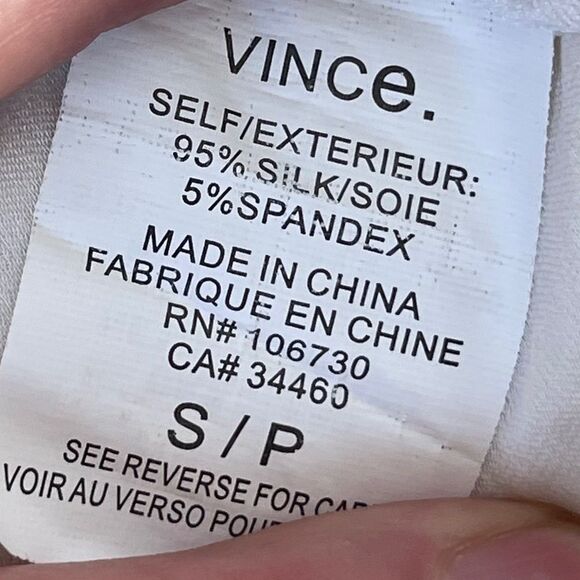 VINCe.
SELF/EXTERIEUR:
95% SILK/SOIE
5%SPANDEX
MADE IN CHINA
FABRIQUE EN CHINE
RN# 106730
CA# 34460
S / P
SEE REVERSE FOR
VOIR AU VERSO